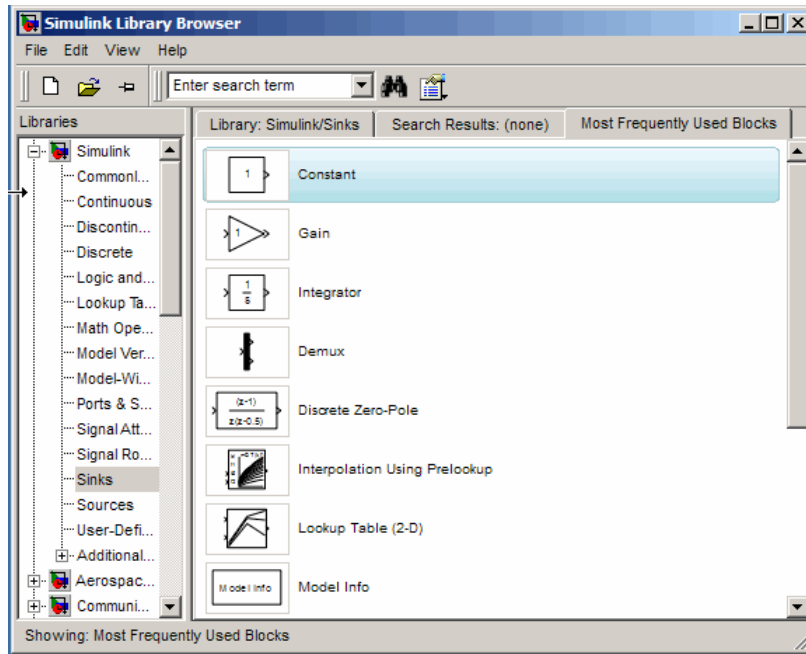 Simulink Library Browser
File Edit View Help
Enter search term
Libraries
Library: Simulink/Sinks Search Results: (none) Most Frequently Used Blocks
Simulink
Commonl...
Continuous
Discontin...
Discrete
Logic and...
Lookup Ta...
Math Ope...
Model Ver...
Model-Wi...
Ports & S...
Signal Att...
Signal Ro...
Sinks
Sources
User-Defi...
Additional...
Aerospac...
Communi...
1 Constant
1 Gain
1 Integrator
s
Demux
(z-1)
z(z-0.5) Discrete Zero-Pole
Interpolation Using Prelookup
Lookup Table (2-D)
Model Info Model Info
Showing: Most Frequently Used Blocks